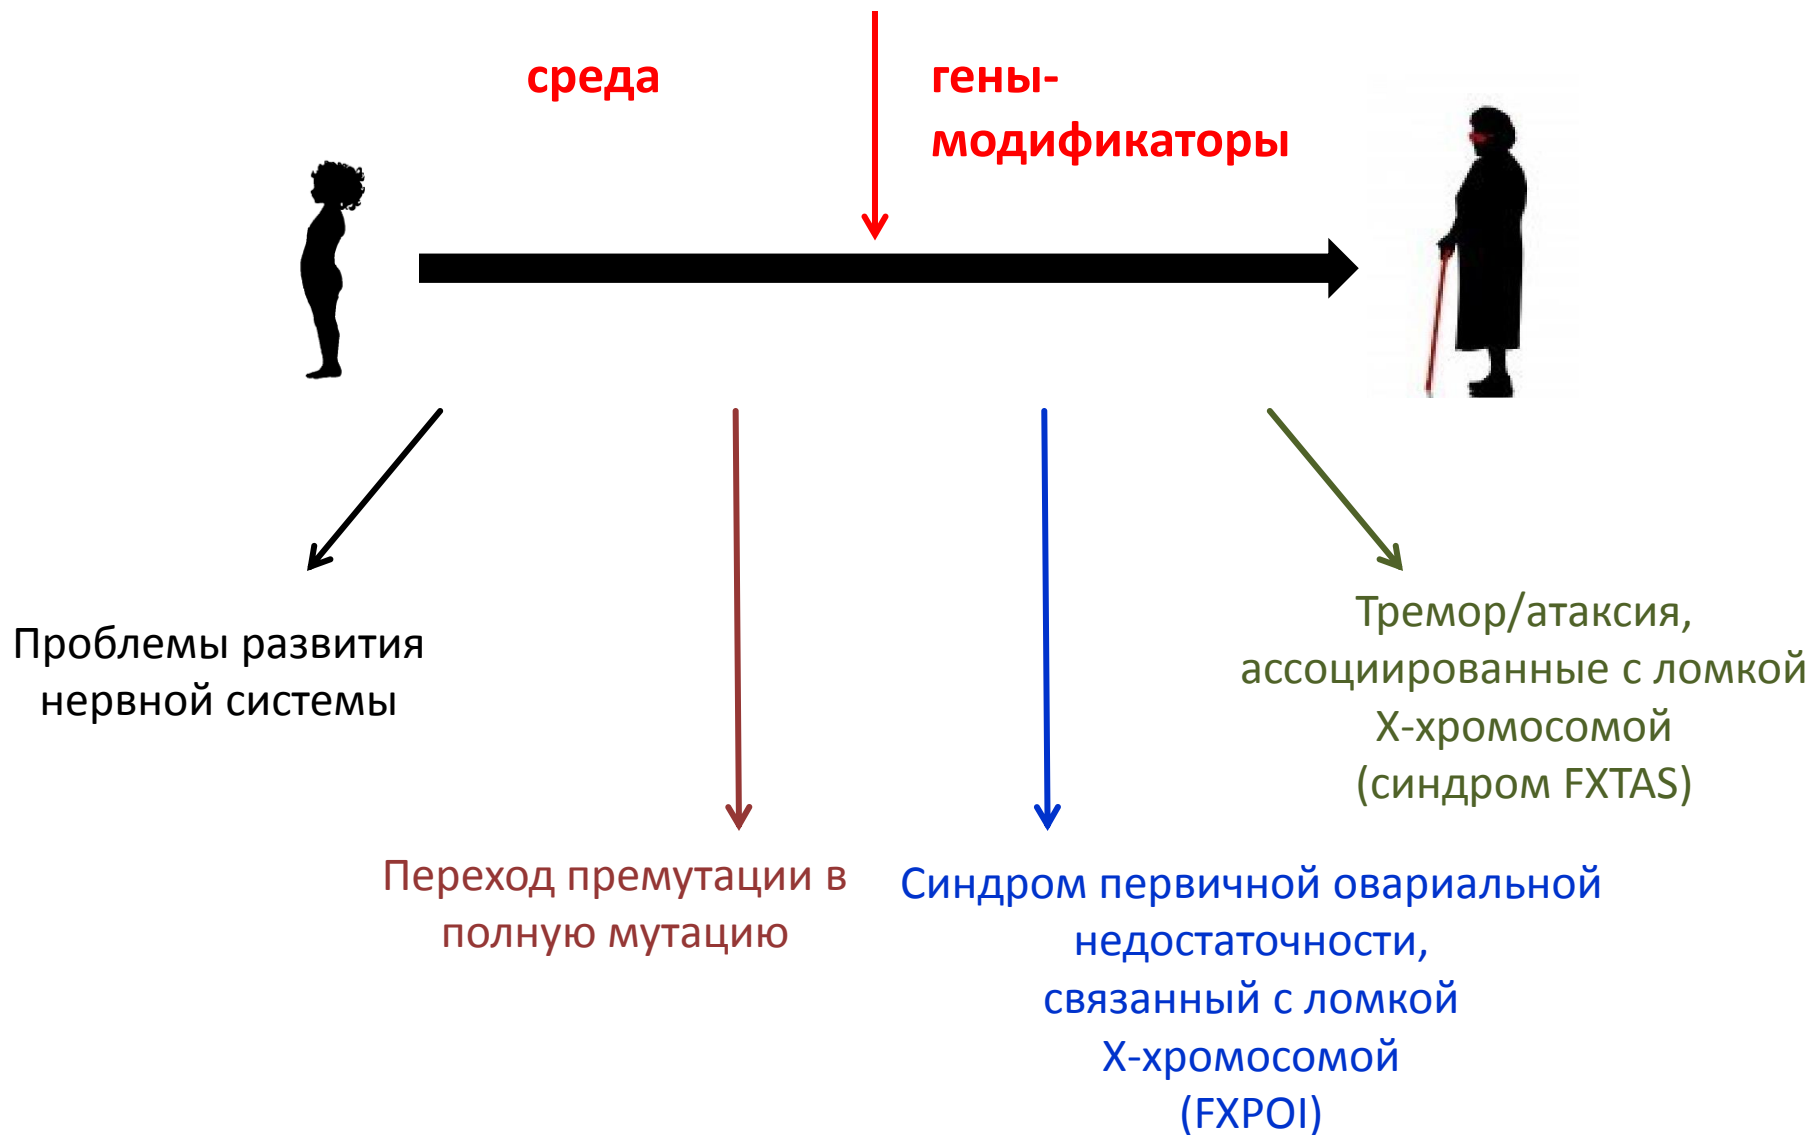 среда
гены-
модификаторы
Проблемы развития
нервной системы
Переход премутации в
полную мутацию
Синдром первичной овариальной
недостаточности,
связанный с ломкой
Х-хромосомой
(FXPOI)
Тремор/атаксия,
ассоциированные с ломкой
Х-хромосомой
(синдром FXTAS)